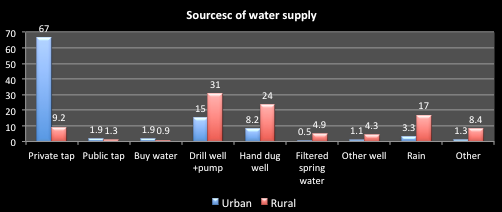 Sourcesc of water supply
70
60
50
40
30
20
10
0
67
9.2
1.9 1.3
1.9 0.9
15
31
8.2
24
0.5
4.9
1.1
4.3
3.3
17
1.3
8.4
Private tap
Public tap
Buy water
Drill well
+pump
Hand dug
well
Filtered
spring
water
Other well
Rain
Other
Urban
Rural